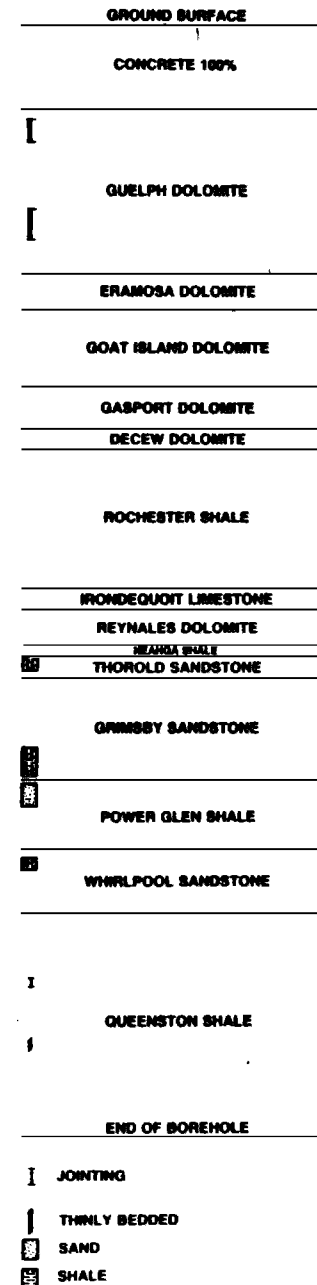 GROUND SURFACE
CONCRETE 100%
GUELPH DOLOMITE
ERAMOSA DOLOMITE
GOAT ISLAND DOLOMITE
GASPORT DOLOMITE
DECEW DOLOMITE
ROCHESTER SHALE
IRONDEQUOIT LIMESTONE
REYNALES DOLOMITE
NEAHGA SHALE
THOROLD SANDSTONE
GRIMSBY SANDSTONE
POWER GLEN SHALE
WHIRLPOOL SANDSTONE
QUEENSTON SHALE
END OF BOREHOLE
JOINTING
THINLY BEDDED
SAND
SHALE